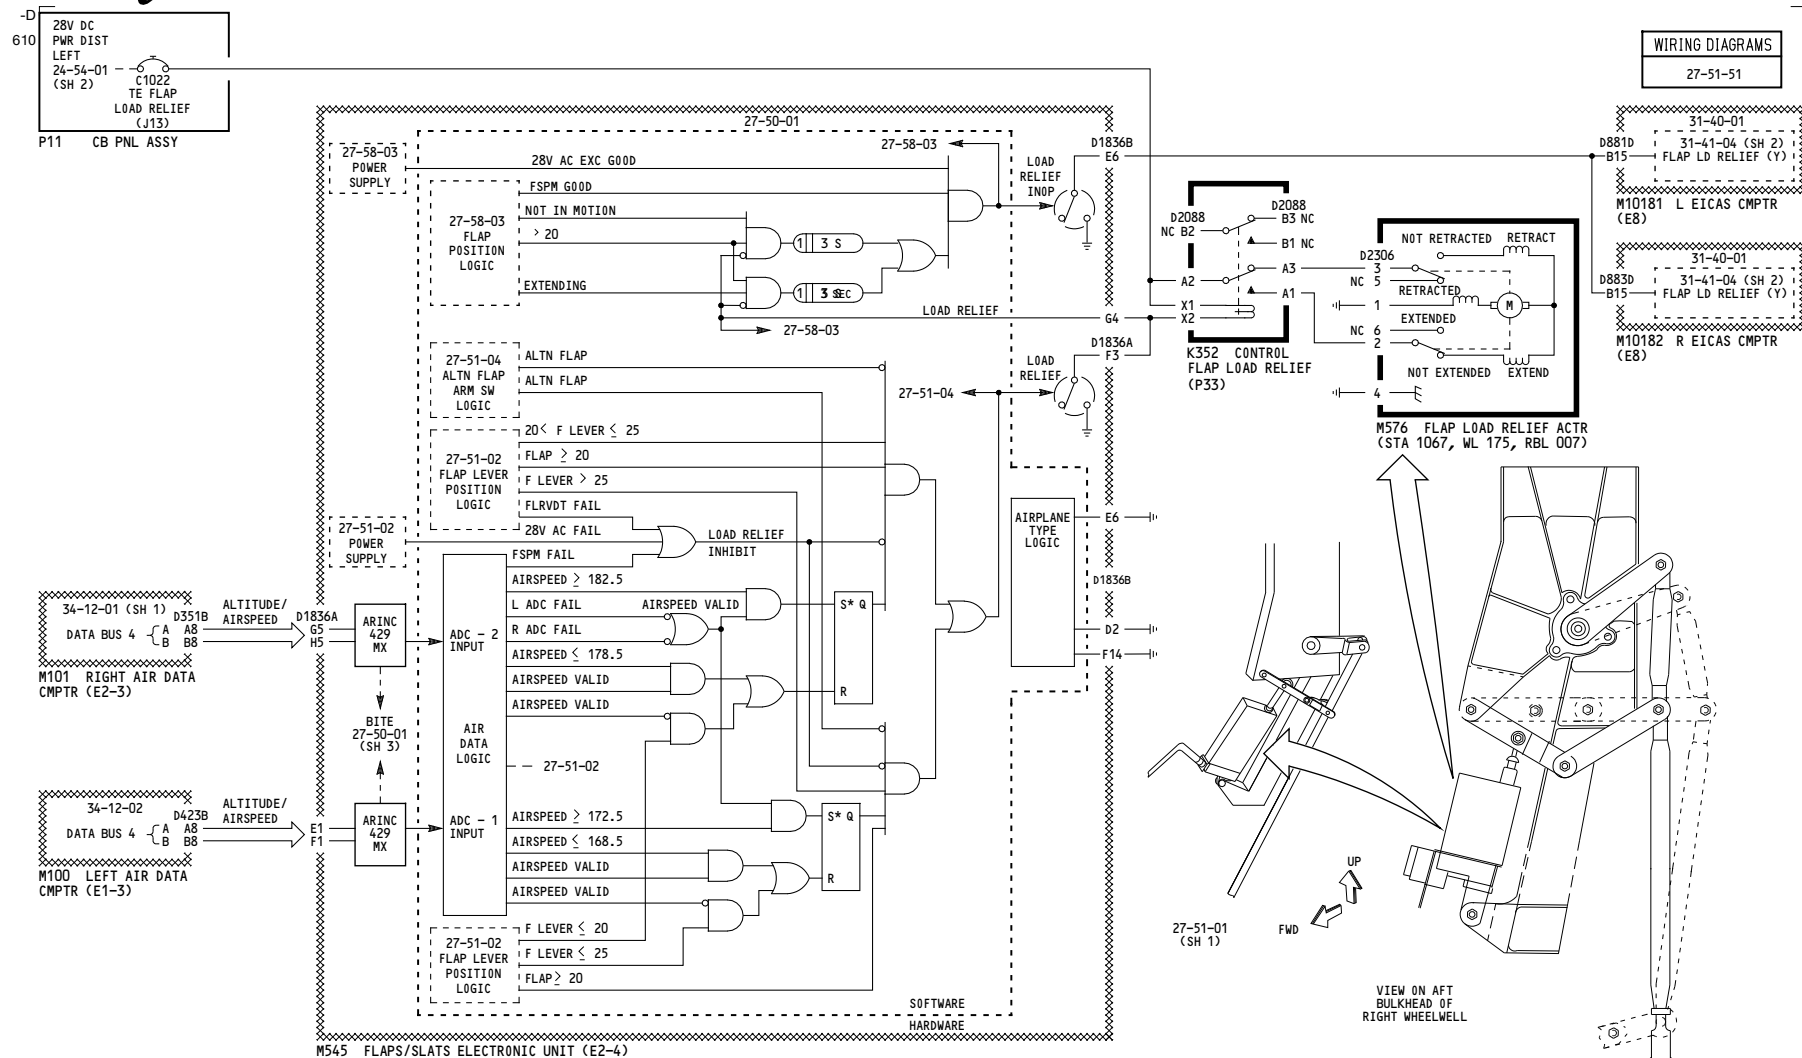 -D
610
28V DC
PWR DIST
LEFT
24-54-01
(SH 2)
C1022
TE FLAP
LOAD RELIEF
(J13)
P11 CB PNL ASSY
WIRING DIAGRAMS
27-51-51
27-50-01
27-58-03
POWER
SUPPLY
28V AC EXC GOOD
27-58-03
FLAP
POSITION
LOGIC
FSPM GOOD
NOT IN MOTION
> 20
EXTENDING
1 3 S
1 3 SEC
27-58-03
LOAD
RELIEF
INOP
D1836B
E6
LOAD RELIEF
G4
27-58-03
27-51-04
ALTN FLAP
ARM SW
LOGIC
ALTN FLAP
ALTN FLAP
27-51-04
LOAD
RELIEF
D1836A
F3
27-51-02
FLAP LEVER
POSITION
LOGIC
20< F LEVER ≤ 25
FLAP ≥ 20
F LEVER > 25
FLRVDT FAIL
27-51-02
POWER
SUPPLY
28V AC FAIL
FSPM FAIL
LOAD RELIEF
INHIBIT
ADC - 2
INPUT
AIR
DATA
LOGIC
ADC - 1
INPUT
AIRSPEED ≥ 182.5
L ADC FAIL
AIRSPEED VALID
R ADC FAIL
AIRSPEED ≤ 178.5
AIRSPEED VALID
AIRSPEED VALID
27-51-02
AIRSPEED ≥ 172.5
AIRSPEED ≤ 168.5
AIRSPEED VALID
AIRSPEED VALID
S* Q
R
S* Q
R
27-51-02
FLAP LEVER
POSITION
LOGIC
F LEVER ≤ 20
F LEVER ≤ 25
FLAP ≥ 20
SOFTWARE
HARDWARE
M545 FLAPS/SLATS ELECTRONIC UNIT (E2-4)
34-12-01 (SH 1)
DATA BUS 4
A
B
D351B
A8
B8
ALTITUDE/
AIRSPEED
D1836A
G5
H5
ARINC
429
MX
M101 RIGHT AIR DATA
CMPTR (E2-3)
BITE
27-50-01
(SH 3)
34-12-02
DATA BUS 4
A
B
D423B
A8
B8
ALTITUDE/
AIRSPEED
E1
F1
ARINC
429
MX
M100 LEFT AIR DATA
CMPTR (E1-3)
AIRPLANE
TYPE
LOGIC
E6
D1836B
D2
F14
D2088
NC B2
A2
X1
X2
D2088
B3 NC
B1 NC
A3
A1
K352 CONTROL
FLAP LOAD RELIEF
(P33)
D2306
3
NC 5
1
NC 6
2
4
NOT RETRACTED
RETRACT
RETRACTED
M
EXTENDED
NOT EXTENDED
EXTEND
M576 FLAP LOAD RELIEF ACTR
(STA 1067, WL 175, RBL 007)
31-40-01
D881D
B15
31-41-04 (SH 2)
FLAP LD RELIEF (Y)
M10181 L EICAS CMPTR
(E8)
31-40-01
D883D
B15
31-41-04 (SH 2)
FLAP LD RELIEF (Y)
M10182 R EICAS CMPTR
(E8)
27-51-01
(SH 1)
UP
FWD
VIEW ON AFT
BULKHEAD OF
RIGHT WHEELWELL